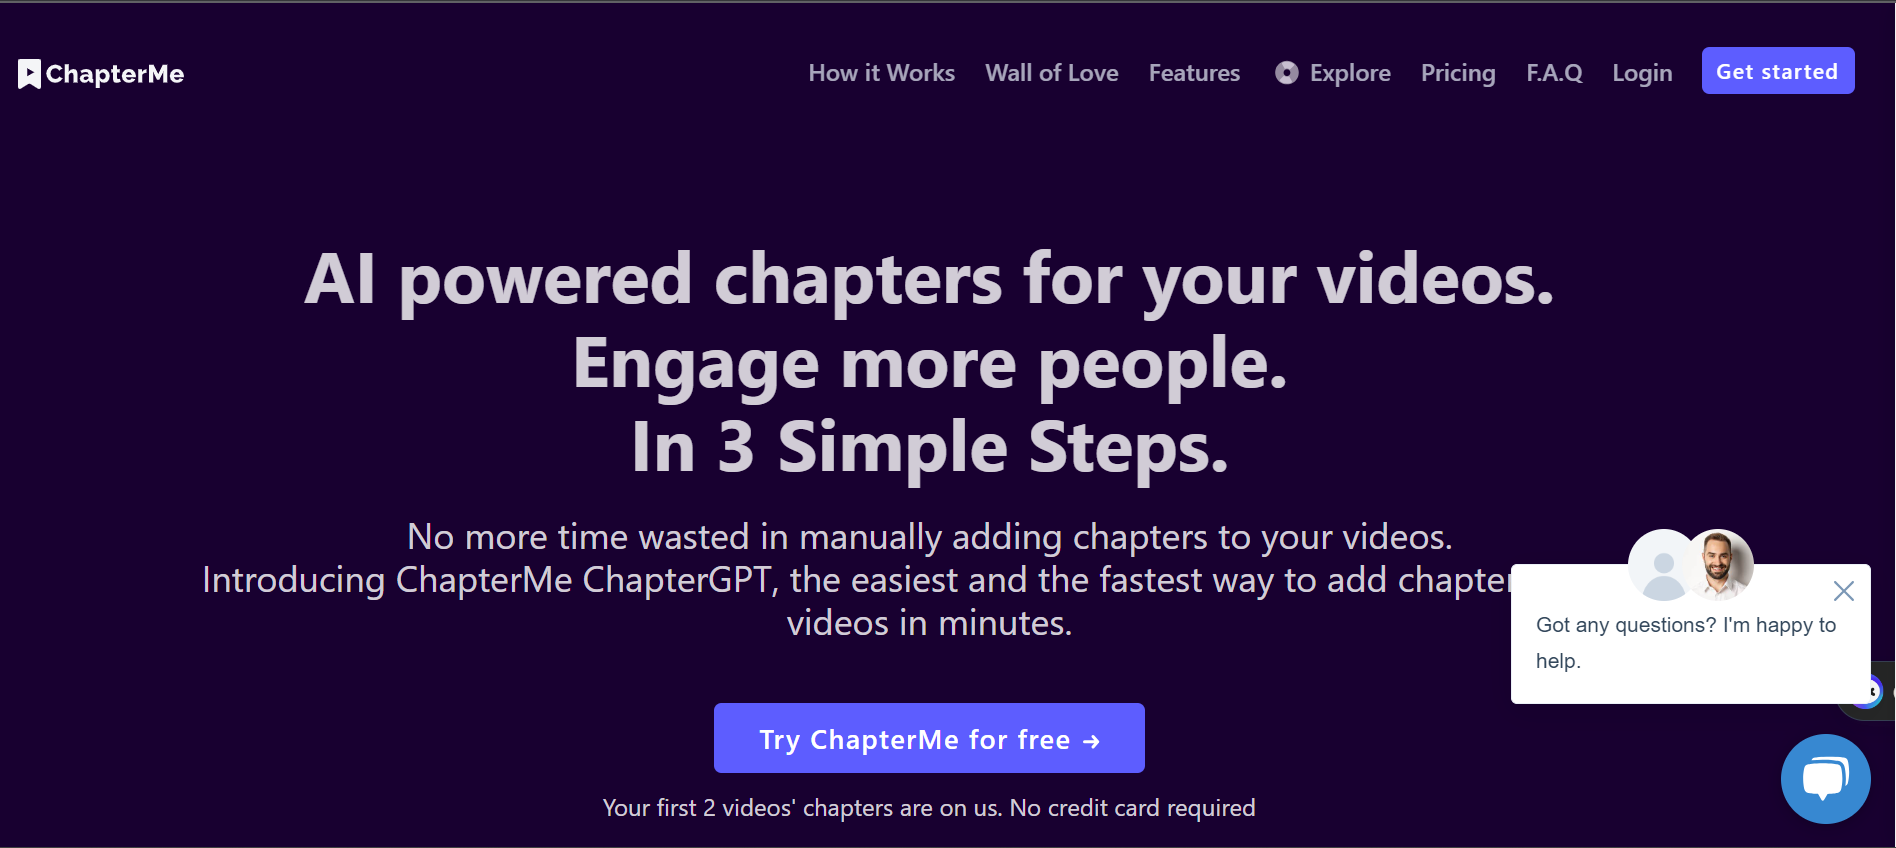 ChapterMe
How it Works
Wall of Love
Features
Explore
Pricing
F.A.Q
Login
Get started
AI powered chapters for your videos.
Engage more people.
In 3 Simple Steps.
No more time wasted in manually adding chapters to your videos.
Introducing ChapterMe ChapterGPT, the easiest and the fastest way to add
videos in minutes.
Got any questions? I'm happy to
help.
Try ChapterMe for free →
Your first 2 videos' chapters are on us. No credit card required